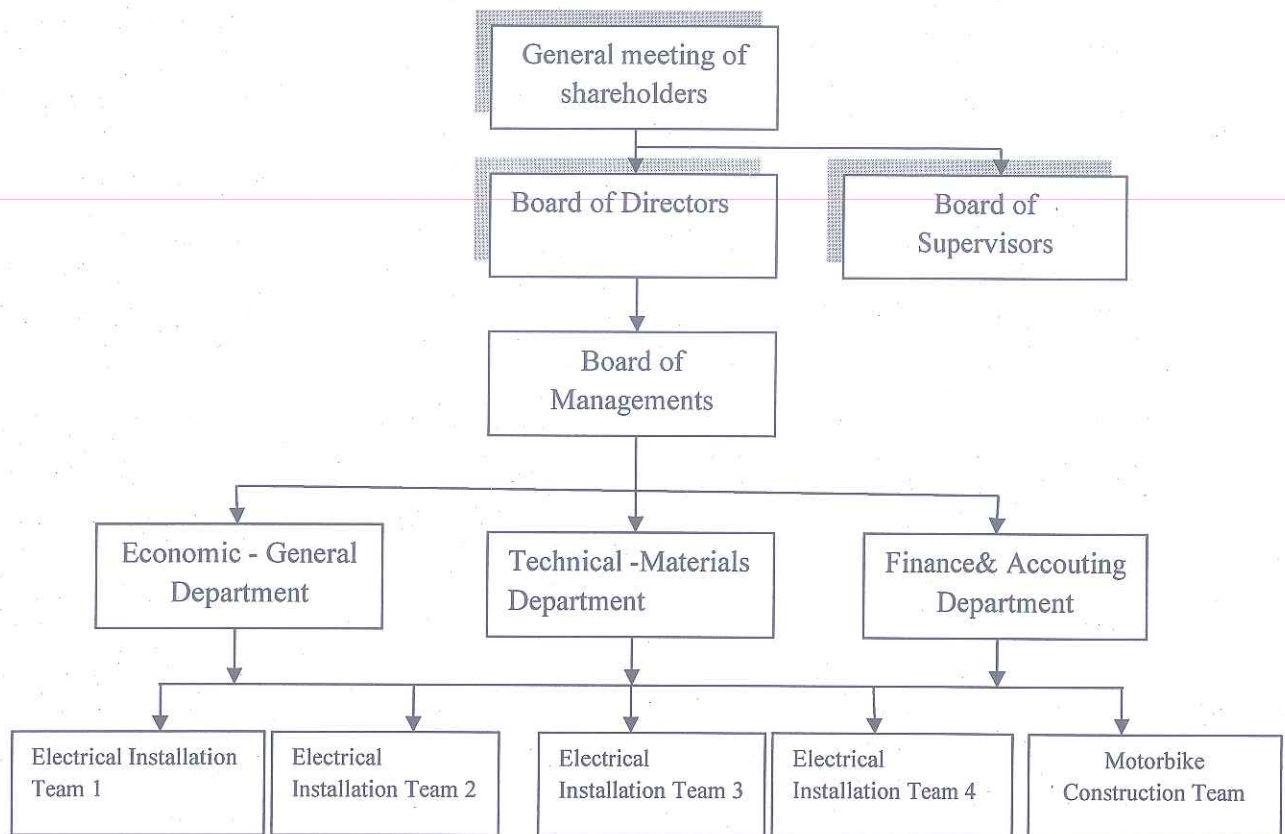 General meeting of
shareholders
Board of Directors
Board of
Supervisors
Board of
Managements
Economic - General
Department
Technical -Materials
Department
Finance& Accouting
Department
Electrical Installation
Team 1
Electrical
Installation Team 2
Electrical
Installation Team 3
Electrical
Installation Team 4
Motorbike
Construction Team